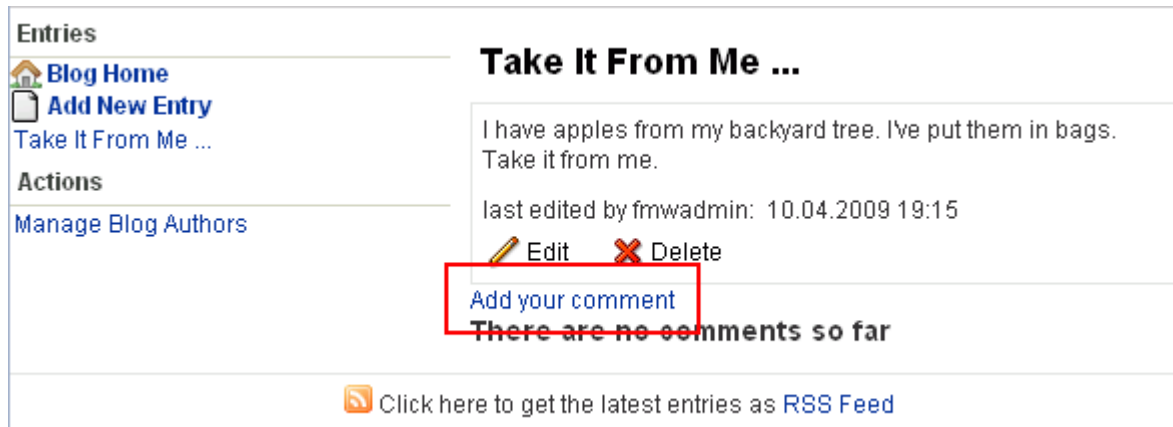 Entries
Blog Home
Add New Entry
Take It From Me ...
Actions
Manage Blog Authors
Take It From Me ...
I have apples from my backyard tree. I've put them in bags.
Take it from me.
last edited by fmwadmin: 10.04.2009 19:15
Edit Delete
Add your comment
There are no comments so far
Click here to get the latest entries as RSS Feed